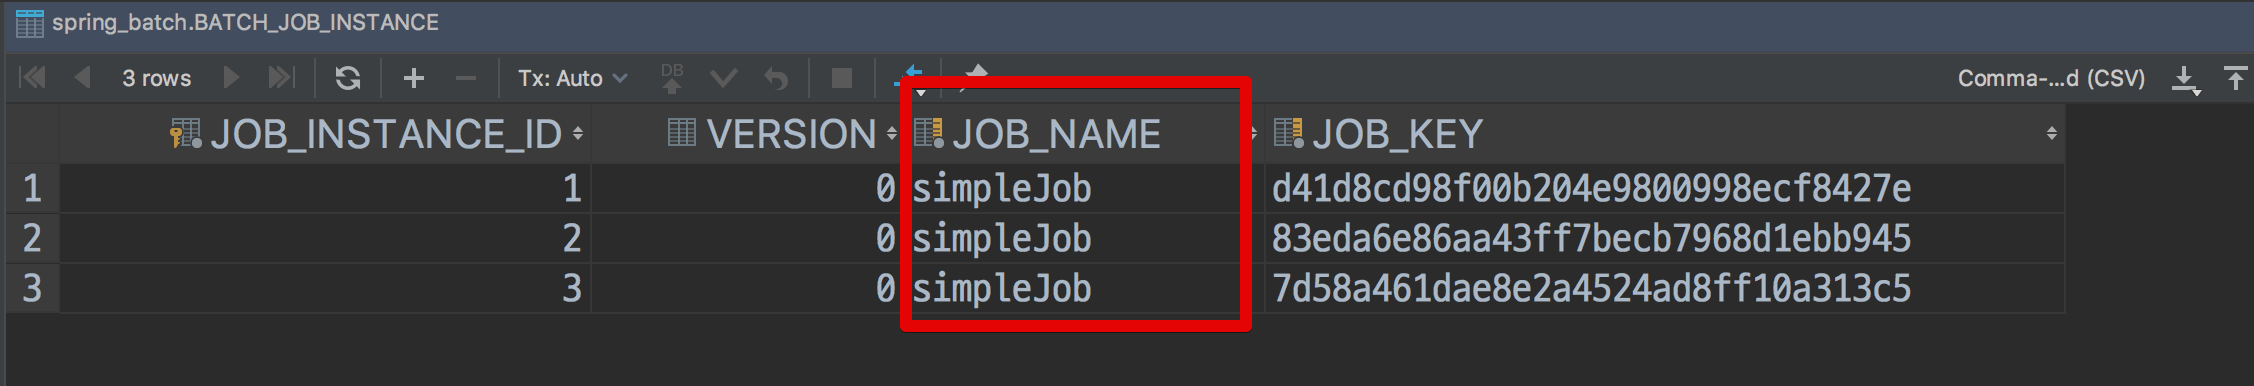 spring_batch.BATCH_JOB_INSTANCE
3 rows Tx: Auto DB Comma-...d (CSV)
JOB_INSTANCE_ID VERSION JOB_NAME JOB_KEY
1 1 0 simpleJob d41d8cd98f00b204e9800998ecf8427e
2 2 0 simpleJob 83eda6e86aa43ff7becb7968d1ebb945
3 3 0 simpleJob 7d58a461dae8e2a4524ad8ff10a313c5